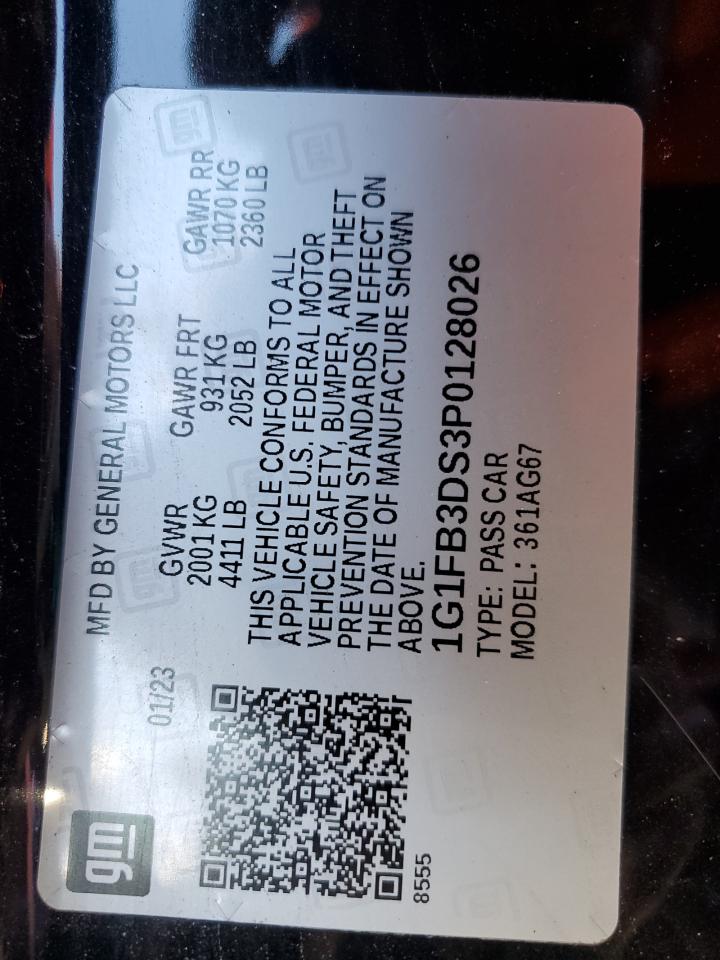 gm
MFD BY GENERAL MOTORS LLC
01/23
GVWR GAWR FRT GAWR RR
2001KG 931 KG 1070 KG
4411 LB 2052 LB 2360 LB
THIS VEHICLE CONFORMS TO ALL
APPLICABLE U.S. FEDERAL MOTOR
VEHICLE SAFETY, BUMPER, AND THEFT
PREVENTION STANDARDS IN EFFECT ON
THE DATE OF MANUFACTURE SHOWN
ABOVE.
1G1FB3DS3P0128026
TYPE: PASS CAR
MODEL: 361AG67
8555